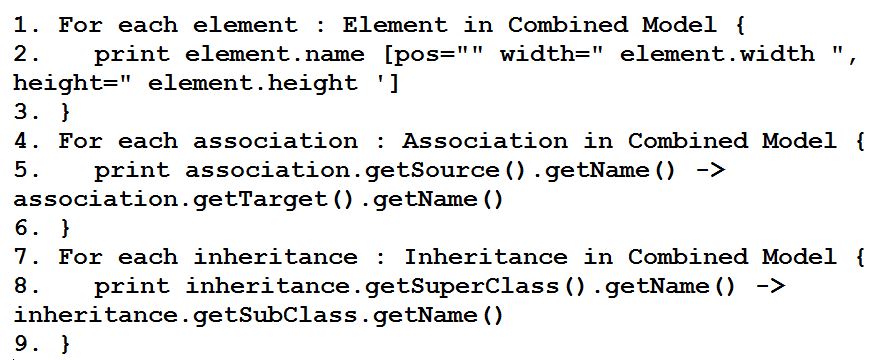 1. For each element : Element in Combined Model {
2.   print element.name [pos="" width=" element.width ",
height=" element.height ']
3. }
4. For each association : Association in Combined Model {
5.   print association.getSource().getName() ->
association.getTarget().getName()
6. }
7. For each inheritance : Inheritance in Combined Model {
8.   print inheritance.getSuperClass().getName() ->
inheritance.getSubClass.getName()
9. }